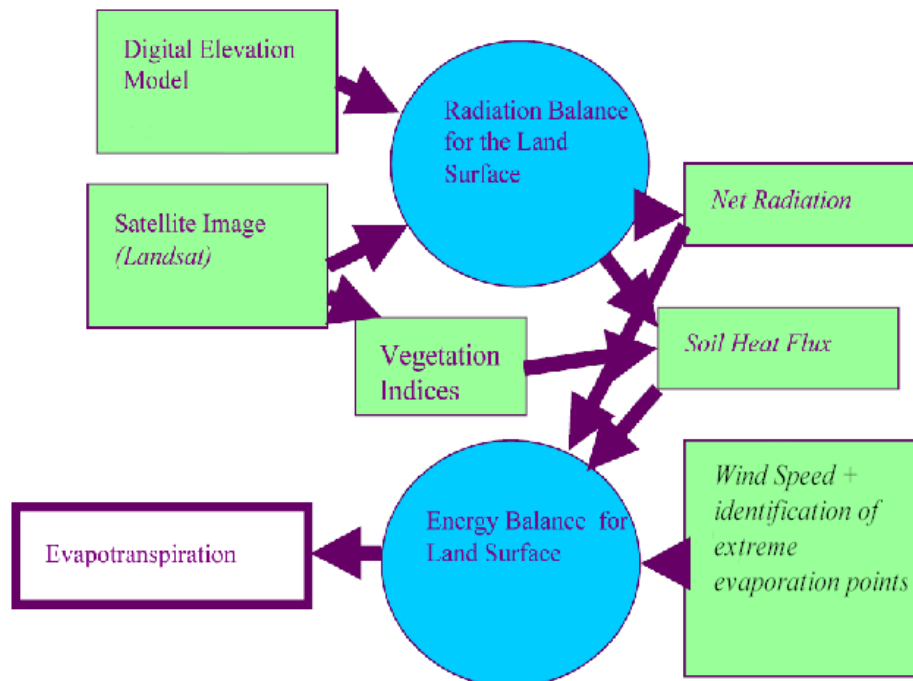 Digital Elevation
Model
Radiation Balance
for the Land
Surface
Net Radiation
Satellite Image
(Landsat)
Soil Heat Flux
Vegetation
Indices
Wind Speed +
identification of
extreme
evaporation points
Energy Balance for
Land Surface
Evapotranspiration